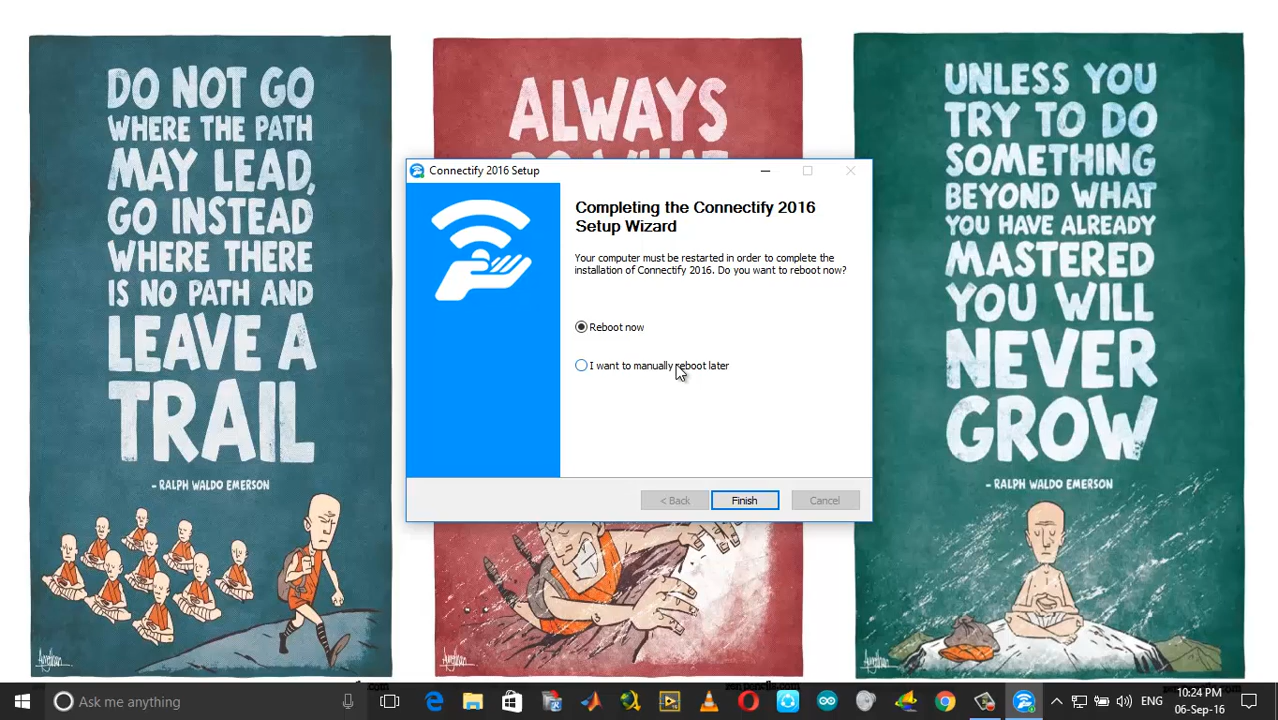 DO NOT GO
WHERE THE PATH
MAY LEAD,
GO INSTEAD
WHERE THERE
IS NO PATH AND
LEAVE A
TRAIL
- RALPH WALDO EMERSON
ALWAYS
UNLESS YOU
TRY TO DO
SOMETHING
BEYOND WHAT
YOU HAVE ALREADY
MASTERED
YOU WILL
NEVER
GROW
- RALPH WALDO EMERSON
Connectify 2016 Setup
Completing the Connectify 2016
Setup Wizard
Your computer must be restarted in order to complete the
installation of Connectify 2016. Do you want to reboot now?
Reboot now
I want to manually reboot later
< Back
Finish
Cancel
Ask me anything
ENG
10:24 PM
06-Sep-16